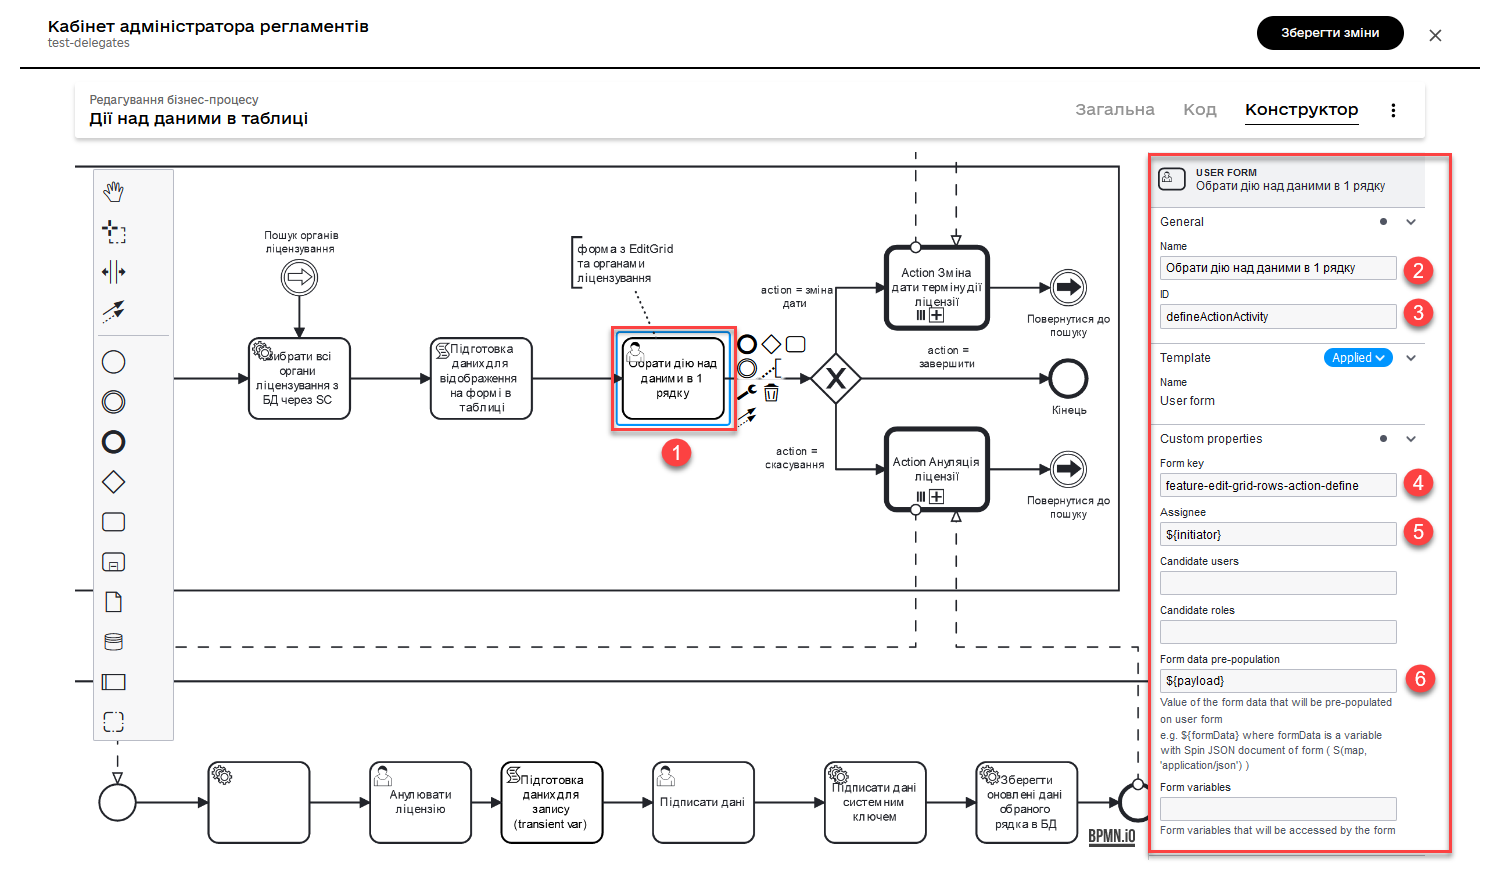 Кабінет адміністратора регламентів
test-delegates
Зберегти зміни
Редагування бізнес-процесу
Дії над даними в таблиці
Загальна
Код
Конструктор
Пошук органів
ліцензування
Вибрати всі
органи
ліцензування з
БД через SC
Підготовка
даних для
відображення
на формі в
таблиці
форма з EditGrid
та органами
ліцензування
Обрати дію над
даними в 1
рядку
1
action = зміна
дати
action =
завершити
action =
скасування
Action Зміна
дати терміну дії
ліцензії
Повернутися до
пошуку
Кінець
Action Ануляція
ліцензії
Повернутися до
пошуку
Анулювати
ліцензію
Підготовка
даних для
запису
(transient var)
Підписати дані
Підписати дані
системним
ключем
Зберегти
оновлені дані
обраного
рядка в БД
BPMN.iO
USER FORM
Обрати дію над даними в 1 рядку
General
Name
Обрати дію над даними в 1 рядку
2
ID
defineActionActivity
3
Template
Applied
Name
User form
Custom properties
Form key
feature-edit-grid-rows-action-define
4
Assignee
${initiator}
5
Candidate users
Candidate roles
Form data pre-population
${payload}
6
Value of the form data that will be pre-populated
on user form
e.g. ${formData} where formData is a variable
with Spin JSON document of form ( S(map,
'application/json') )
Form variables
Form variables that will be accessed by the form